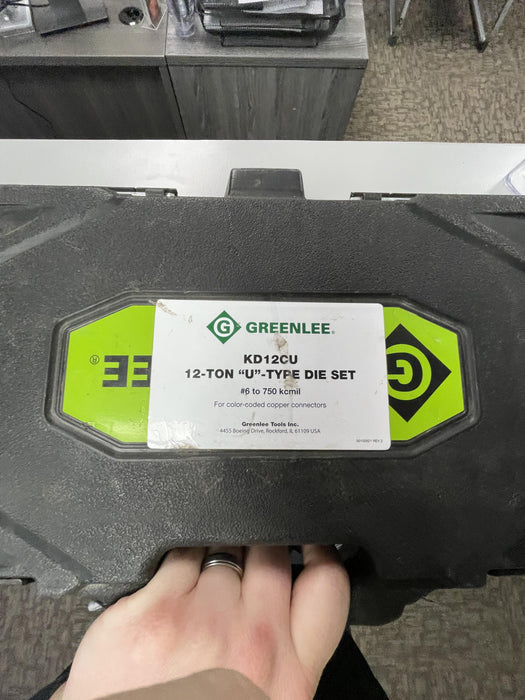 G GREENLEE®
KD12CU
12-TON “U”-TYPE DIE SET
#6 to 750 kcmil
For color-coded copper connectors
Greenlee Tools Inc.
4455 Boeing Drive, Rockford, IL 61109 USA
EE®
G